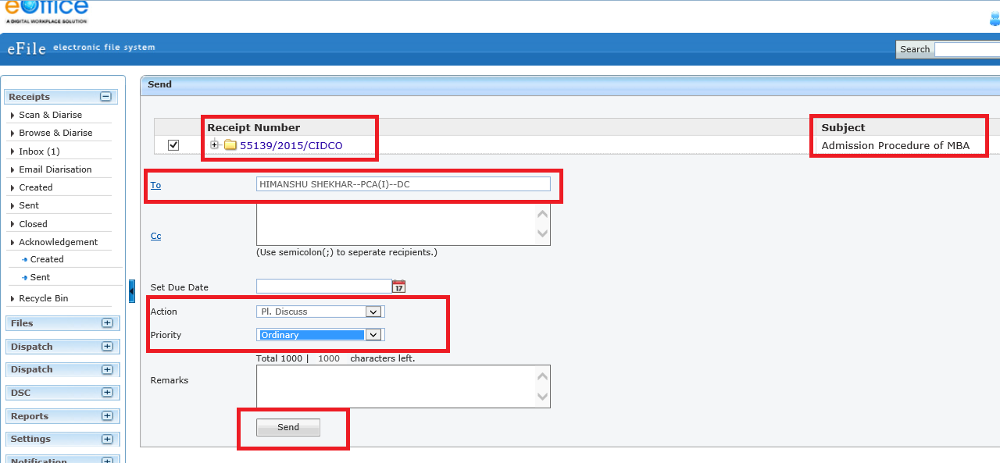 eOffice
A DIGITAL WORKPLACE SOLUTION
eFile electronic file system
Search
Receipts
Scan & Diarise
Browse & Diarise
Inbox (1)
Email Diarisation
Created
Sent
Closed
Acknowledgement
Created
Sent
Recycle Bin
Files
Dispatch
Dispatch
DSC
Reports
Settings
Notification
Send
Receipt Number Subject
55139/2015/CIDCO Admission Procedure of MBA
To HIMANSHU SHEKHAR--PCA(I)--DC
Cc
(Use semicolon(;) to seperate recipients.)
Set Due Date 17
Action Pl. Discuss
Priority Ordinary
Total 1000 | 1000 characters left.
Remarks
Send